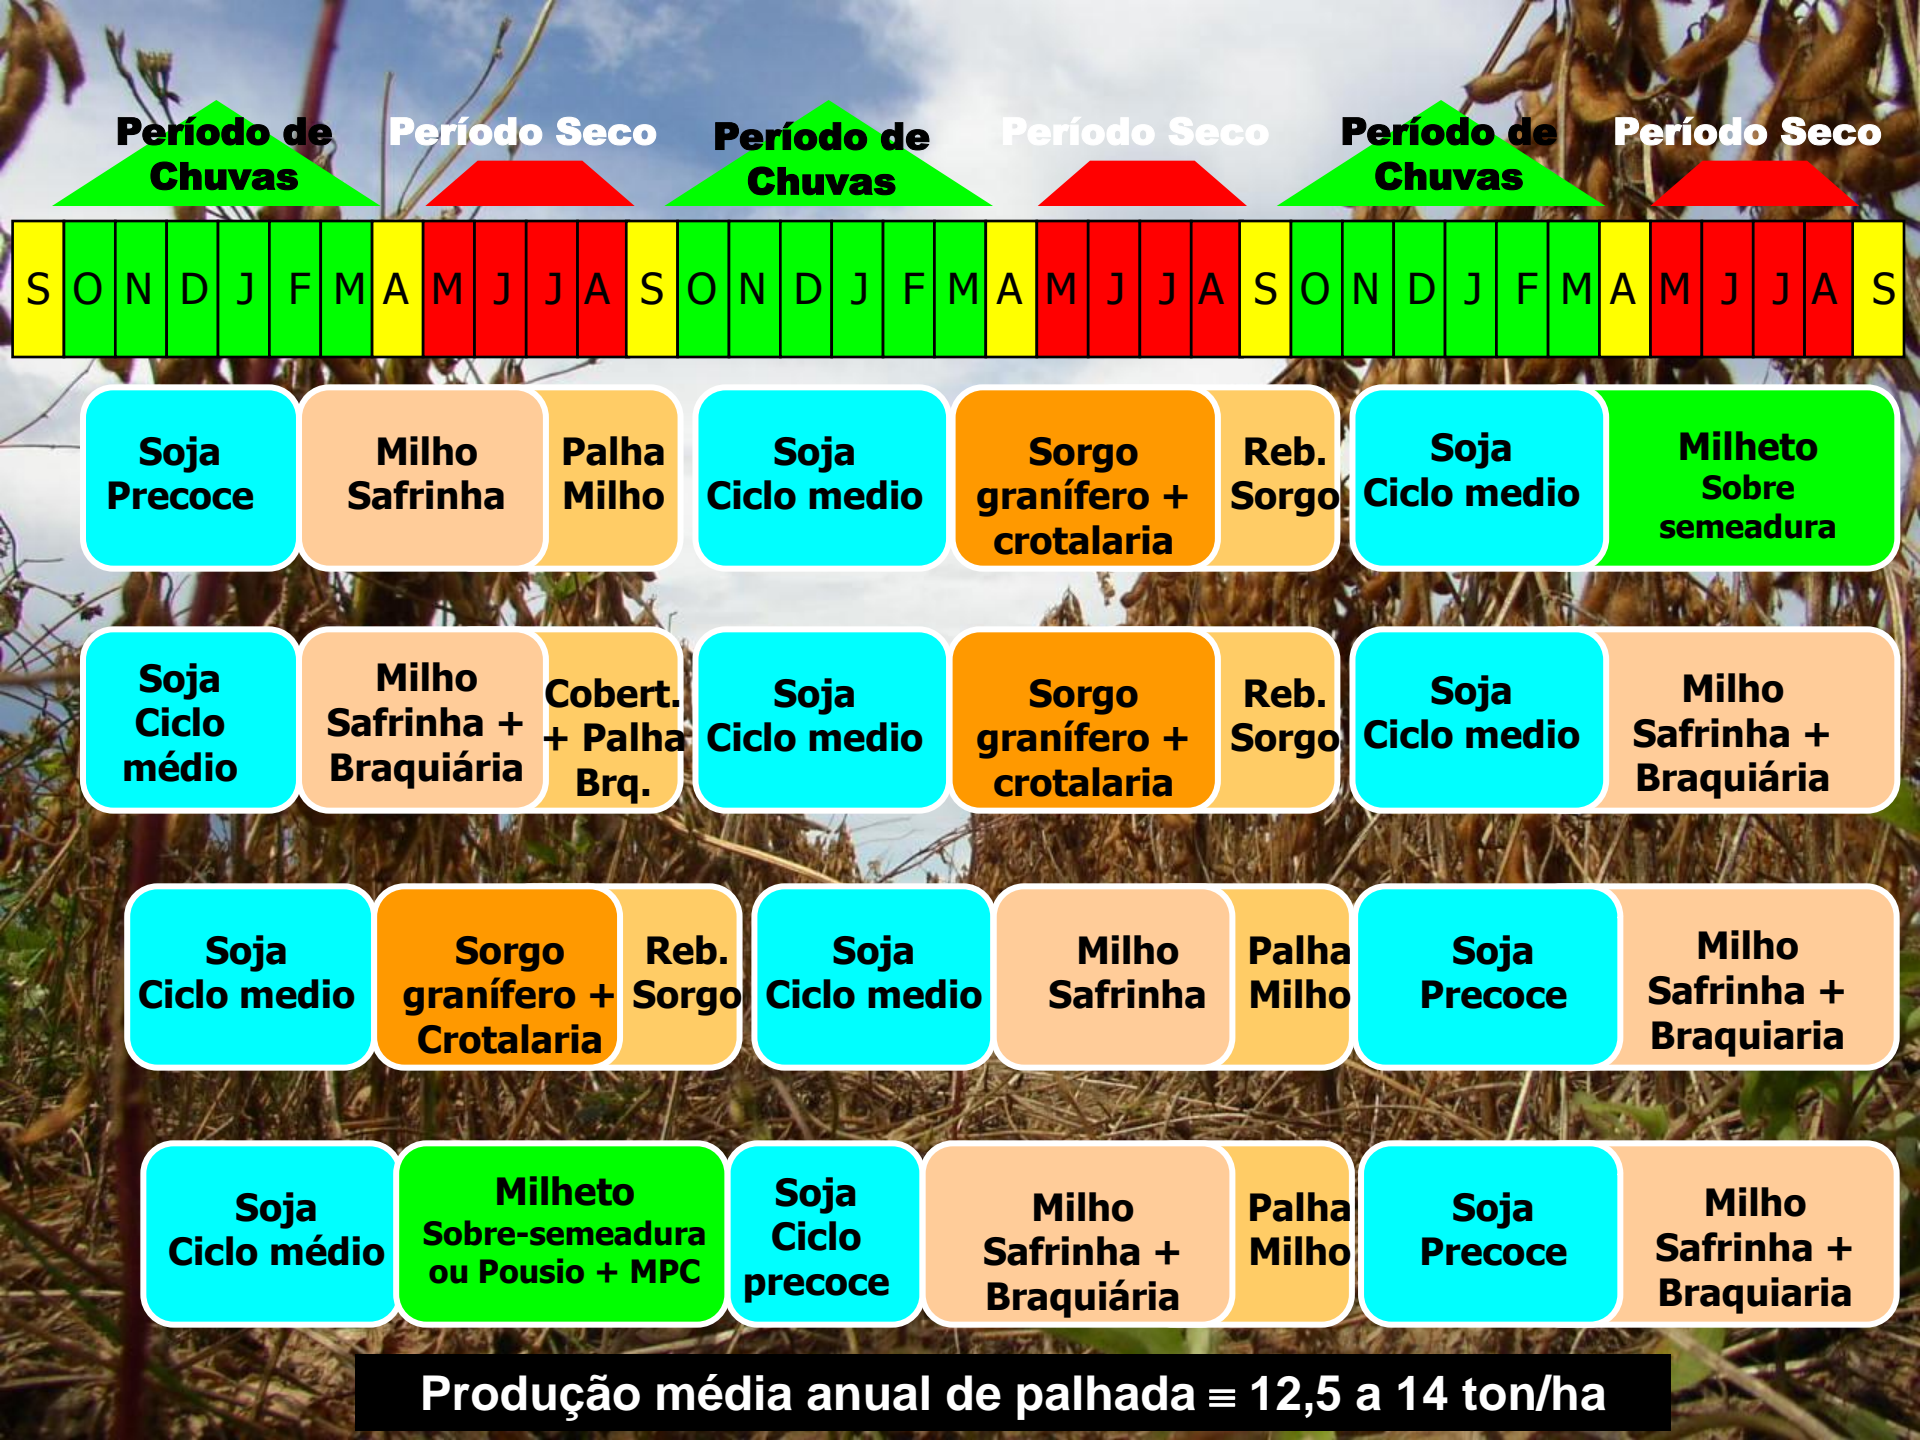 Período de
Chuvas
Período Seco
Período de
Chuvas
Período Seco
Período de
Chuvas
Período Seco
S O N D J F M A M J J A S O N D J F M A M J J A S O N D J F M A M J J A S
Soja
Precoce
Milho
Safrinha
Palha
Milho
Soja
Ciclo medio
Sorgo
granífero +
crotalaria
Reb.
Sorgo
Soja
Ciclo medio
Milheto
Sobre
semeadura
Soja
Ciclo
médio
Milho
Safrinha +
Braquiária
Cobert.
+ Palha
Brq.
Soja
Ciclo medio
Sorgo
granífero +
crotalaria
Reb.
Sorgo
Soja
Ciclo medio
Milho
Safrinha +
Braquiária
Soja
Ciclo medio
Sorgo
granífero +
Crotalaria
Reb.
Sorgo
Soja
Ciclo medio
Milho
Safrinha
Palha
Milho
Soja
Precoce
Milho
Safrinha +
Braquiaria
Soja
Ciclo médio
Milheto
Sobre-semeadura
ou Pousio + MPC
Soja
Ciclo
precoce
Milho
Safrinha +
Braquiária
Palha
Milho
Soja
Precoce
Milho
Safrinha +
Braquiaria
Produção média anual de palhada ≡ 12,5 a 14 ton/ha